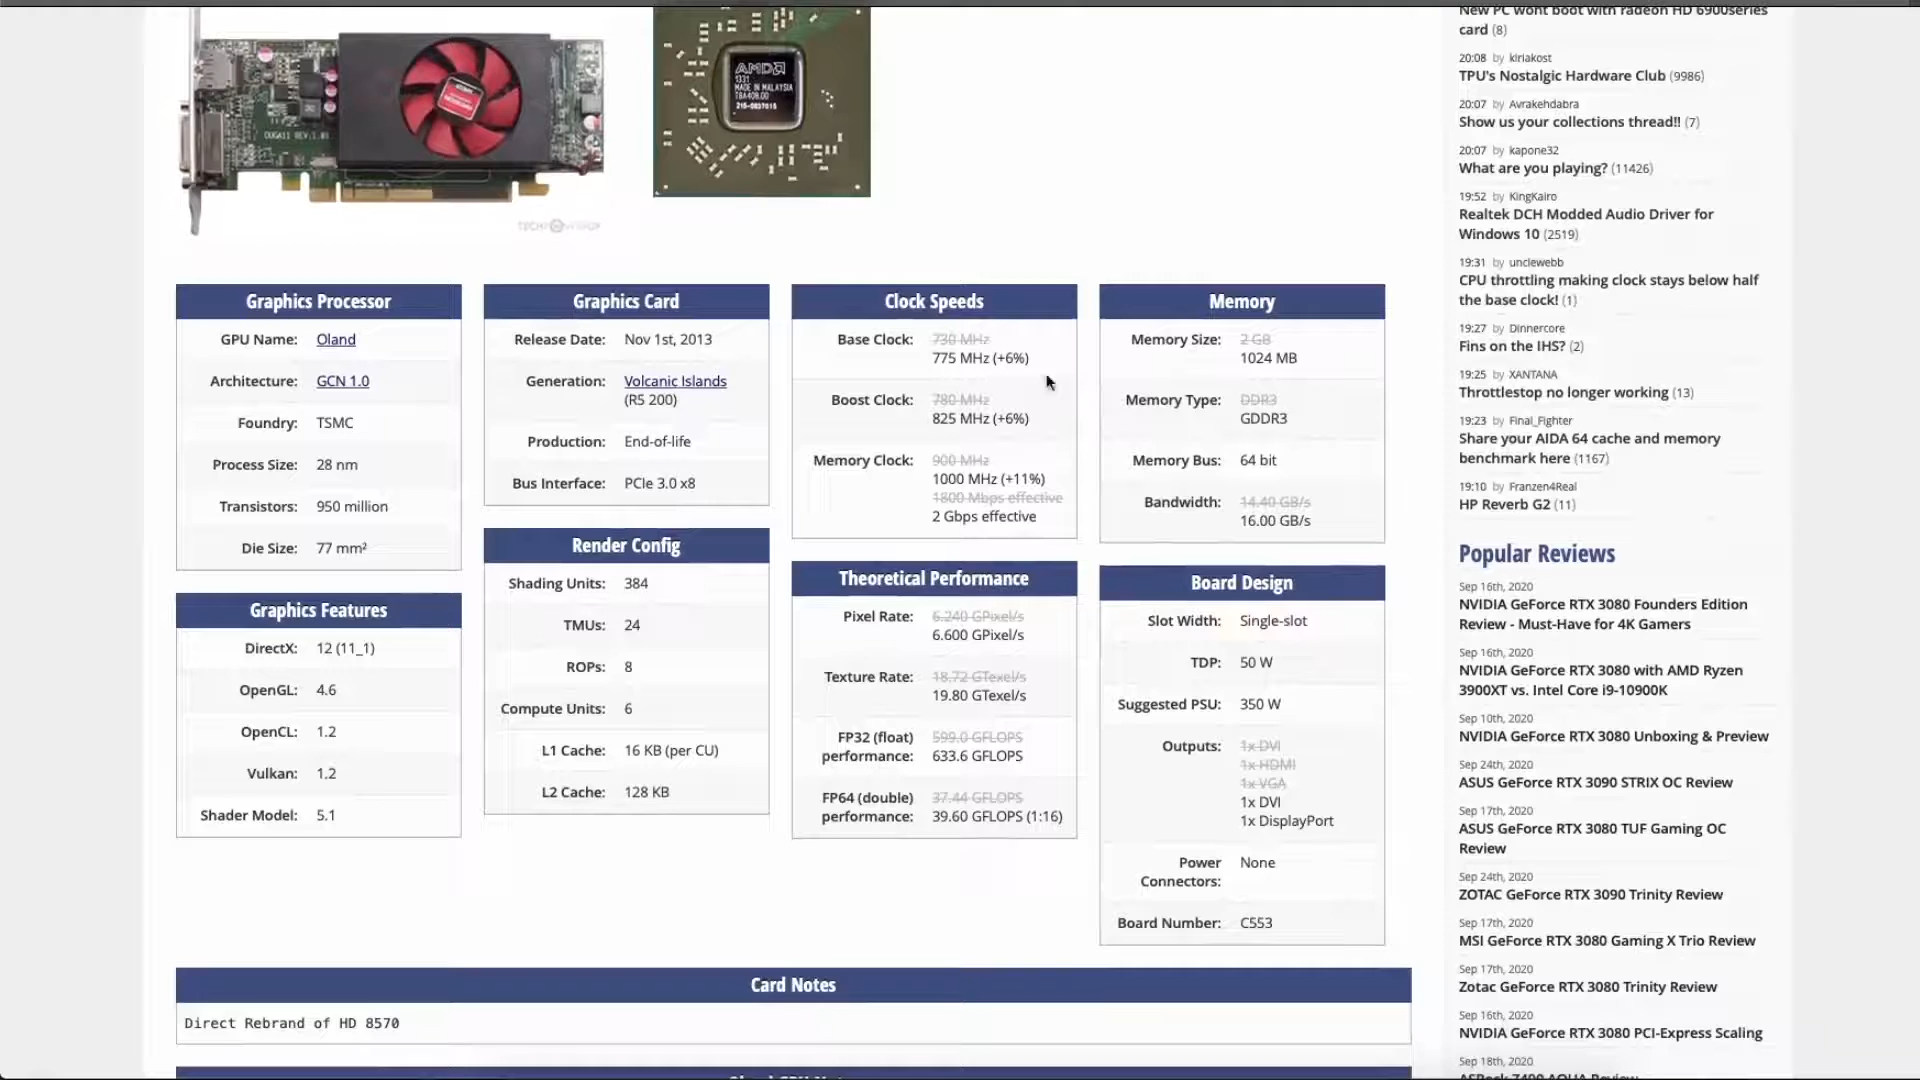 AMD
1331
MADE IN MALAYSIA
215-0837015
OUGA11 REV:1.01
TECHPOWERUP
Graphics Processor
GPU Name: Oland
Architecture: GCN 1.0
Foundry: TSMC
Process Size: 28 nm
Transistors: 950 million
Die Size: 77 mm²
Graphics Features
DirectX: 12 (11_1)
OpenGL: 4.6
OpenCL: 1.2
Vulkan: 1.2
Shader Model: 5.1
Graphics Card
Release Date: Nov 1st, 2013
Generation: Volcanic Islands
(R5 200)
Production: End-of-life
Bus Interface: PCIe 3.0 x8
Render Config
Shading Units: 384
TMUs: 24
ROPs: 8
Compute Units: 6
L1 Cache: 16 KB (per CU)
L2 Cache: 128 KB
Clock Speeds
Base Clock: 730 MHz
775 MHz (+6%)
Boost Clock: 780 MHz
825 MHz (+6%)
Memory Clock: 900 MHz
1000 MHz (+11%)
1800 Mbps effective
2 Gbps effective
Theoretical Performance
Pixel Rate: 6.240 GPixel/s
6.600 GPixel/s
Texture Rate: 18.72 GTexel/s
19.80 GTexel/s
FP32 (float) 599.0 GFLOPS
performance: 633.6 GFLOPS
FP64 (double) 37.44 GFLOPS
performance: 39.60 GFLOPS (1:16)
Memory
Memory Size: 2 GB
1024 MB
Memory Type: DDR3
GDDR3
Memory Bus: 64 bit
Bandwidth: 14.40 GB/s
16.00 GB/s
Board Design
Slot Width: Single-slot
TDP: 50 W
Suggested PSU: 350 W
Outputs: 1x DVI
1x HDMI
1x VGA
1x DVI
1x DisplayPort
Power None
Connectors:
Board Number: C553
Card Notes
Direct Rebrand of HD 8570
New PC wont boot with radeon HD 6900series
card (8)
20:08 by kiriakost
TPU's Nostalgic Hardware Club (9986)
20:07 by Avrakehdabra
Show us your collections thread!! (7)
20:07 by kapone32
What are you playing? (11426)
19:52 by KingKairo
Realtek DCH Modded Audio Driver for
Windows 10 (2519)
19:31 by unclewebb
CPU throttling making clock stays below half
the base clock! (1)
19:27 by Dinnercore
Fins on the IHS? (2)
19:25 by XANTANA
Throttlestop no longer working (13)
19:23 by Final_Fighter
Share your AIDA 64 cache and memory
benchmark here (1167)
19:10 by Franzen4Real
HP Reverb G2 (11)
Popular Reviews
Sep 16th, 2020
NVIDIA GeForce RTX 3080 Founders Edition
Review - Must-Have for 4K Gamers
Sep 16th, 2020
NVIDIA GeForce RTX 3080 with AMD Ryzen
3900XT vs. Intel Core i9-10900K
Sep 10th, 2020
NVIDIA GeForce RTX 3080 Unboxing & Preview
Sep 24th, 2020
ASUS GeForce RTX 3090 STRIX OC Review
Sep 17th, 2020
ASUS GeForce RTX 3080 TUF Gaming OC
Review
Sep 24th, 2020
ZOTAC GeForce RTX 3090 Trinity Review
Sep 17th, 2020
MSI GeForce RTX 3080 Gaming X Trio Review
Sep 17th, 2020
Zotac GeForce RTX 3080 Trinity Review
Sep 16th, 2020
NVIDIA GeForce RTX 3080 PCI-Express Scaling
Sep 18th, 2020